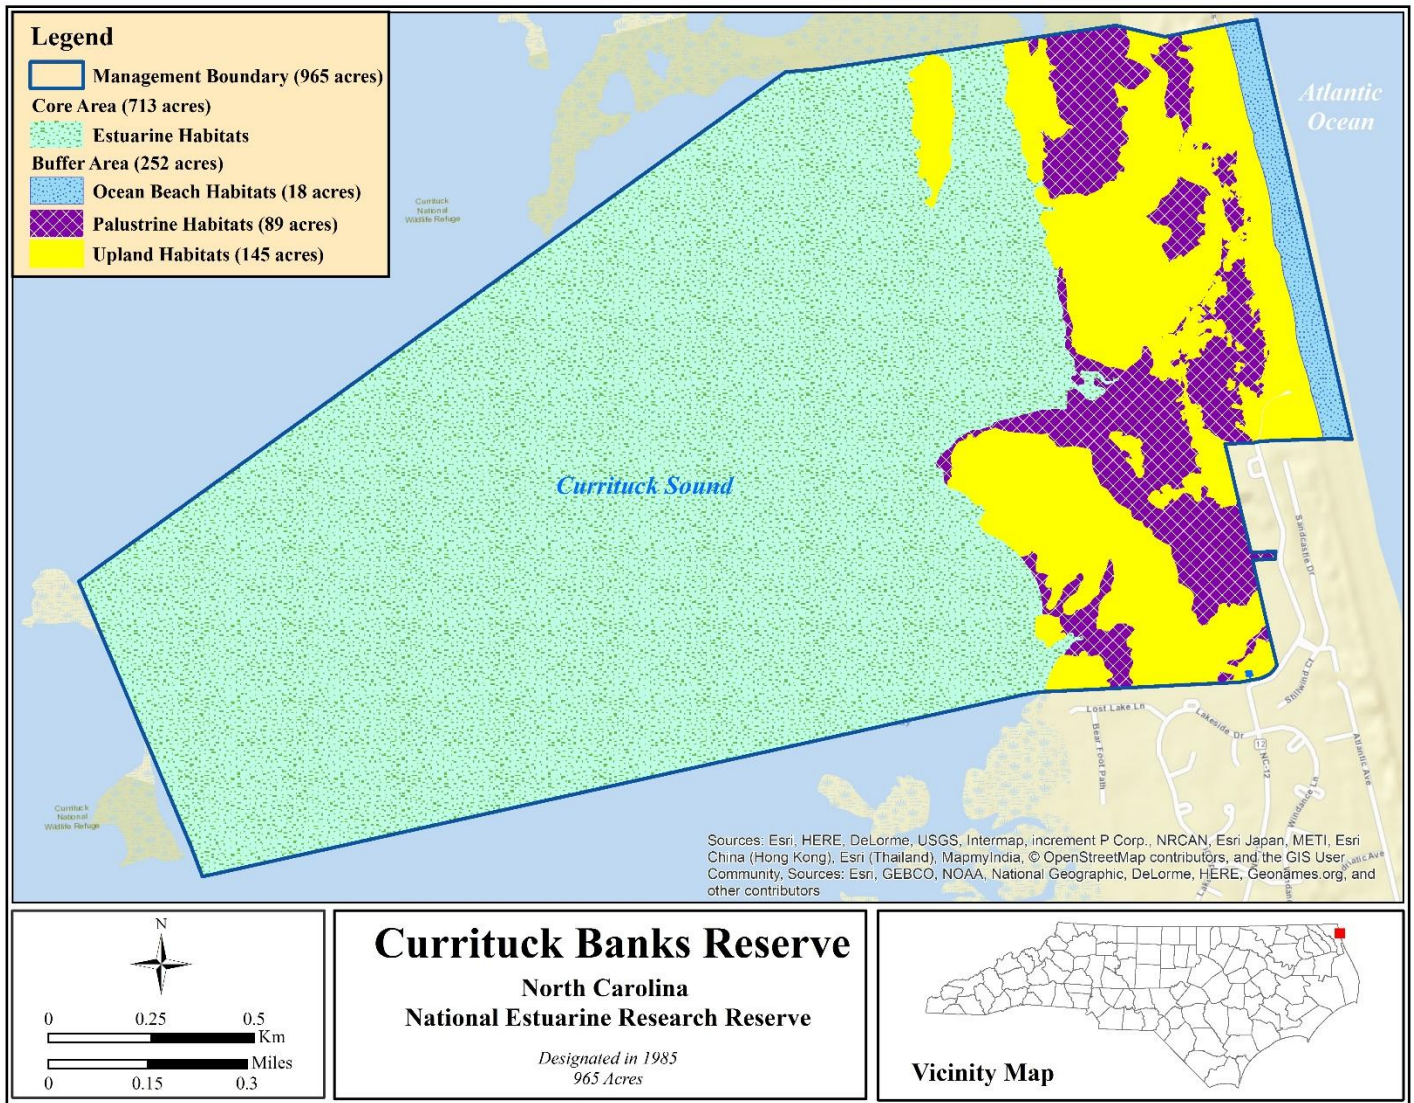 Legend
Management Boundary (965 acres)
Core Area (713 acres)
Estuarine Habitats
Buffer Area (252 acres)
Ocean Beach Habitats (18 acres)
Palustrine Habitats (89 acres)
Upland Habitats (145 acres)
Atlantic
Ocean
Currituck
National
Wildlife Refuge
Currituck Sound
Sandcastle Dr
Stillwind Ct
Lost Lake Ln
Lakeside Dr
Bear Foot Path
12
NC-12
Atlantic Ave
Windance Ln
Currituck
National
Wildlife Refuge
Sources: Esri, HERE, DeLorme, USGS, Intermap, increment P Corp., NRCAN, Esri Japan, METI, Esri
China (Hong Kong), Esri (Thailand), MapmyIndia, © OpenStreetMap contributors, and the GIS User
Community, Sources: Esri, GEBCO, NOAA, National Geographic, DeLorme, HERE, Geonames.org, and
other contributors
N
0 0.25 0.5
Km
Miles
0 0.15 0.3
Currituck Banks Reserve
North Carolina
National Estuarine Research Reserve
Designated in 1985
965 Acres
Vicinity Map